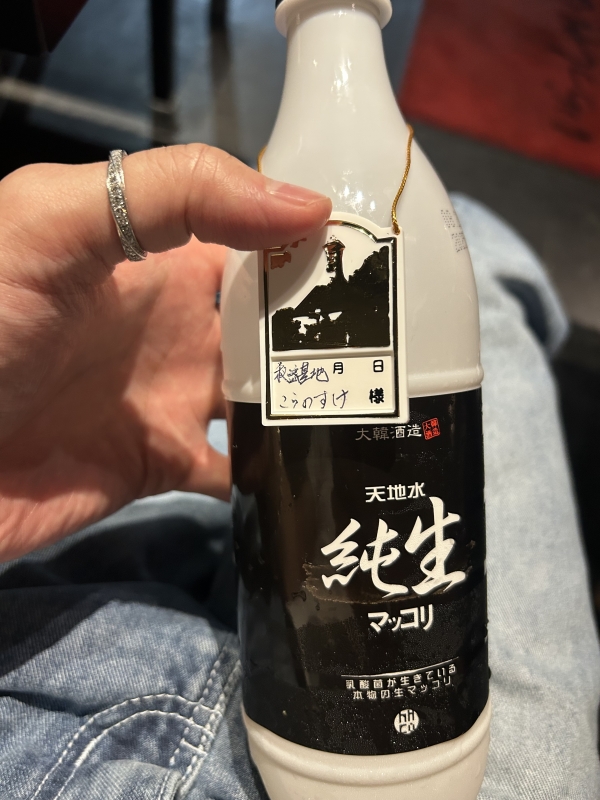 月 日
こうのすけ 様
大韓酒造
天地水
純生
マッコリ
乳酸菌が生きている
本物の生マッコリ